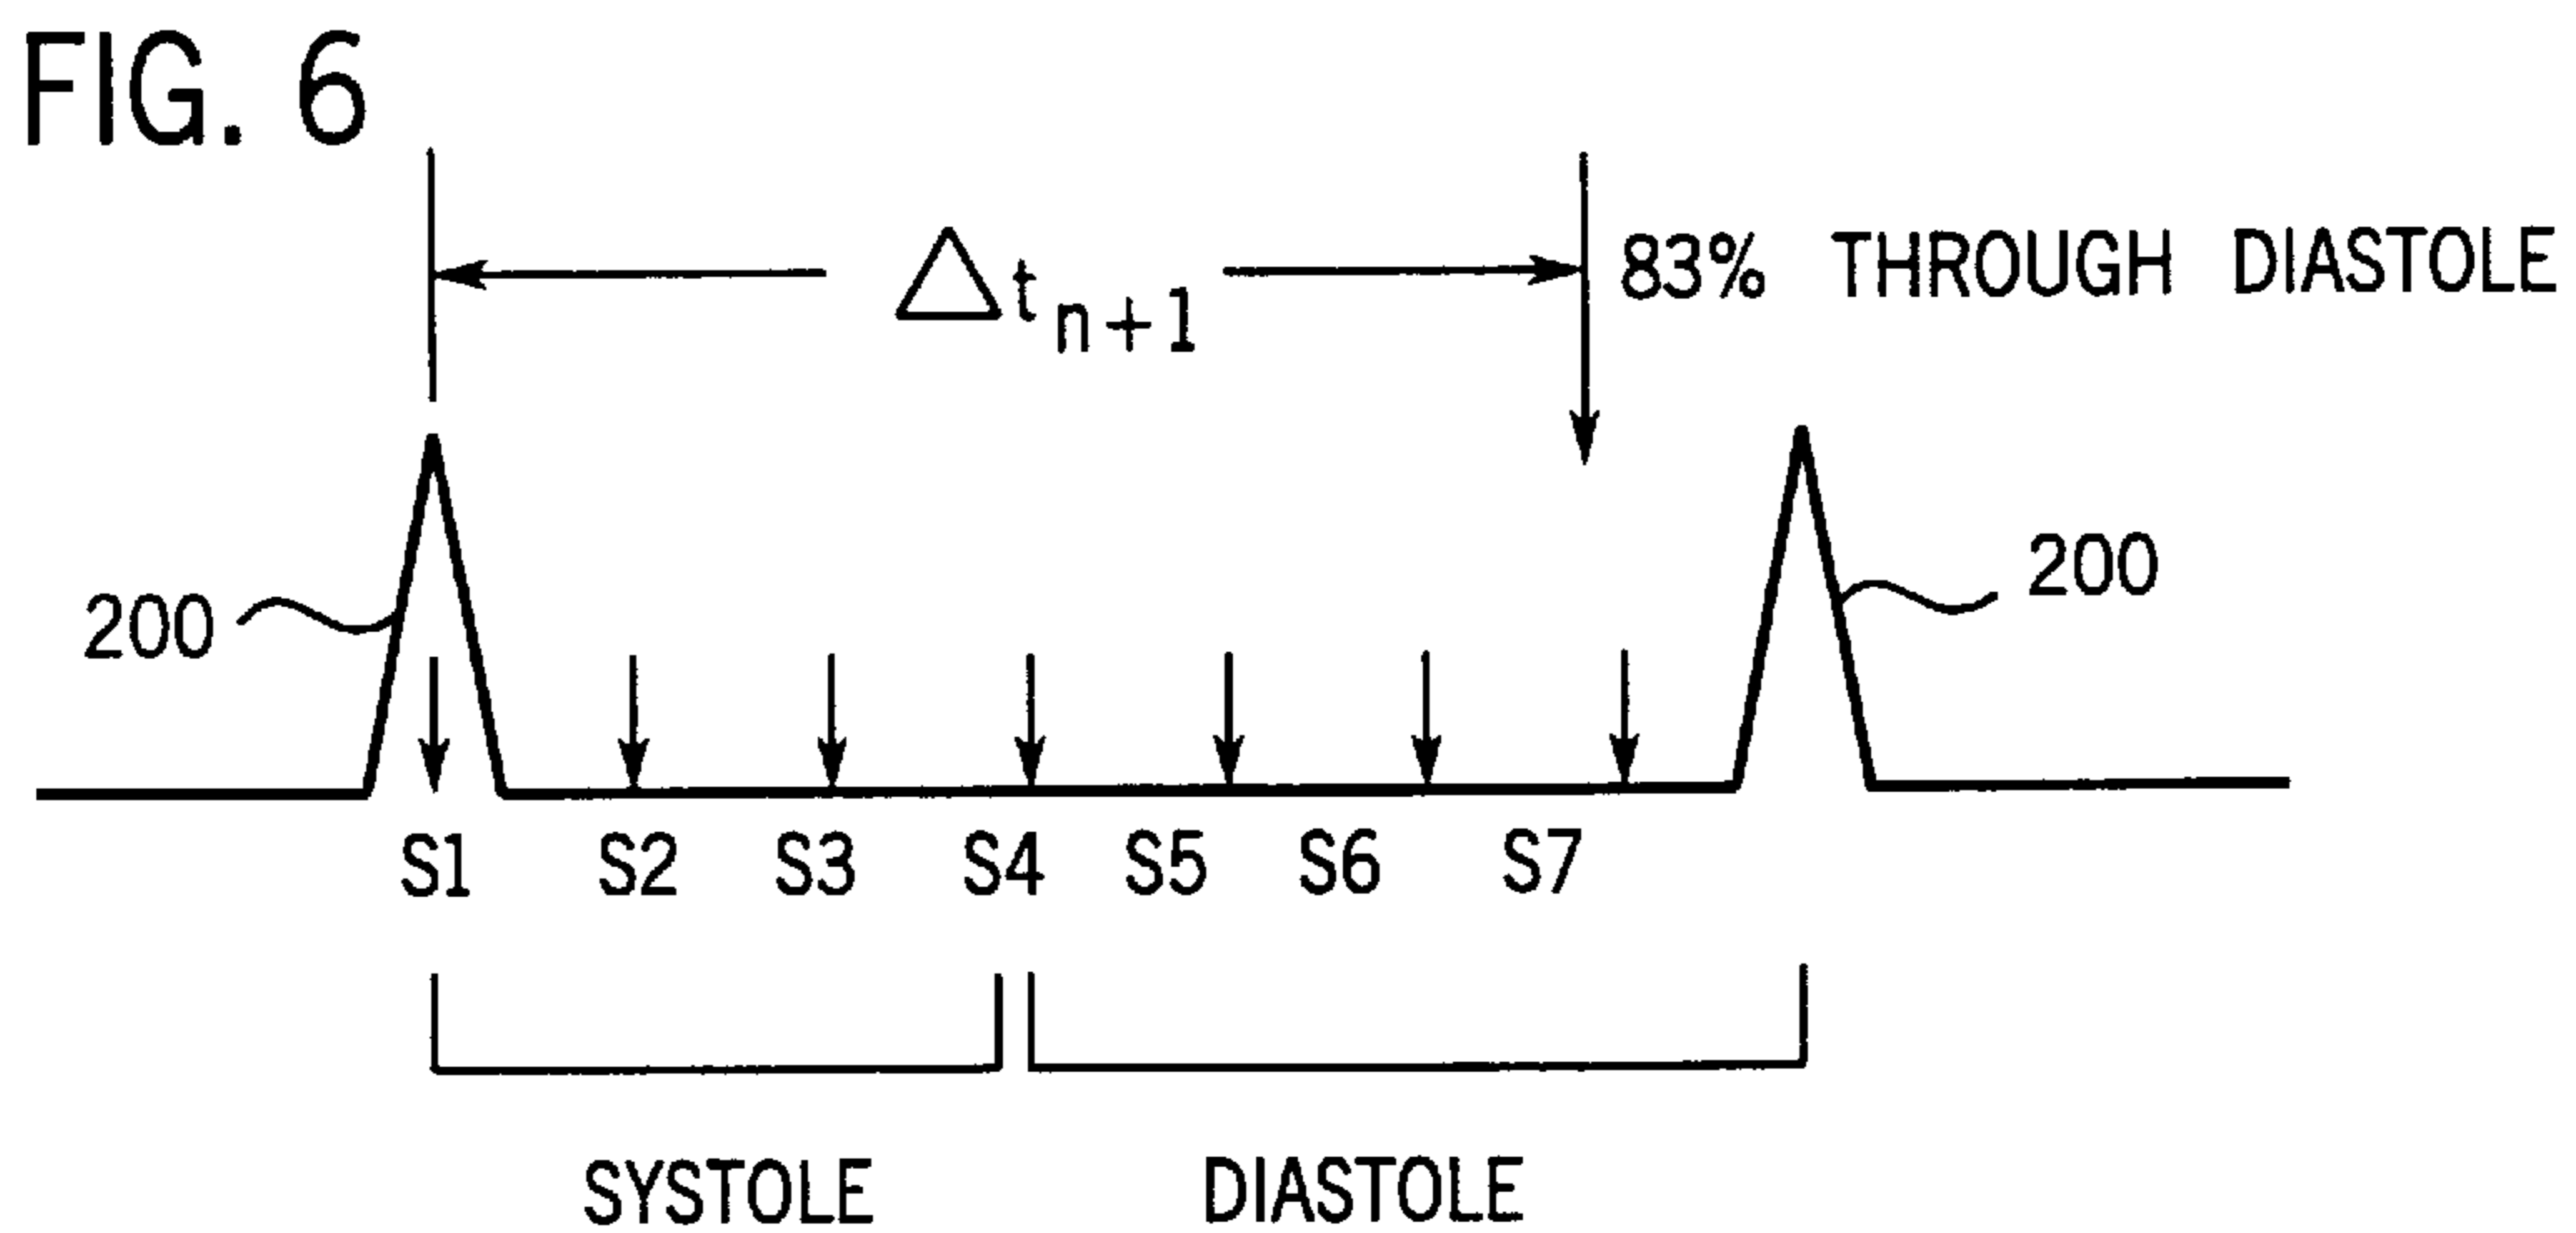 FIG. 6
Δt n+1
83% THROUGH DIASTOLE
200
200
S1 S2 S3 S4 S5 S6 S7
SYSTOLE DIASTOLE